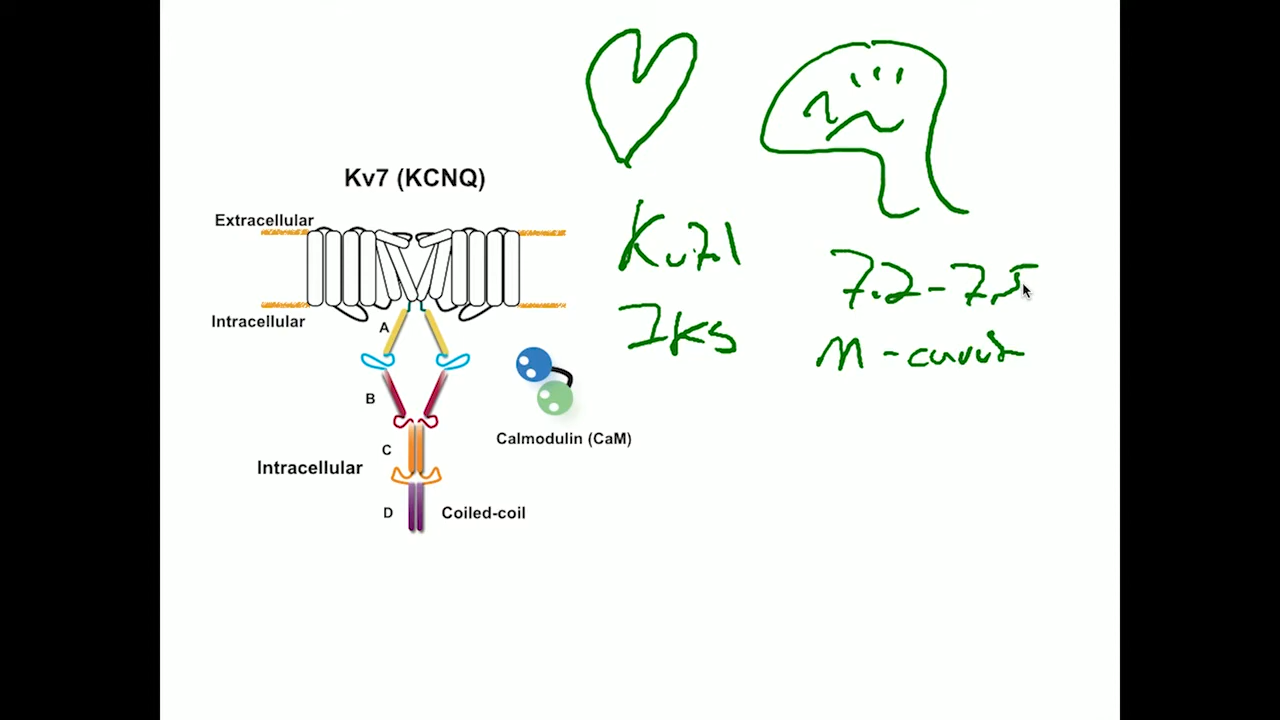 Kv7 (KCNQ)
Extracellular
Intracellular
A
B
C
Intracellular
D
Coiled-coil
Calmodulin (CaM)
Kv7.1
IKs
7.2-7.5
M-current